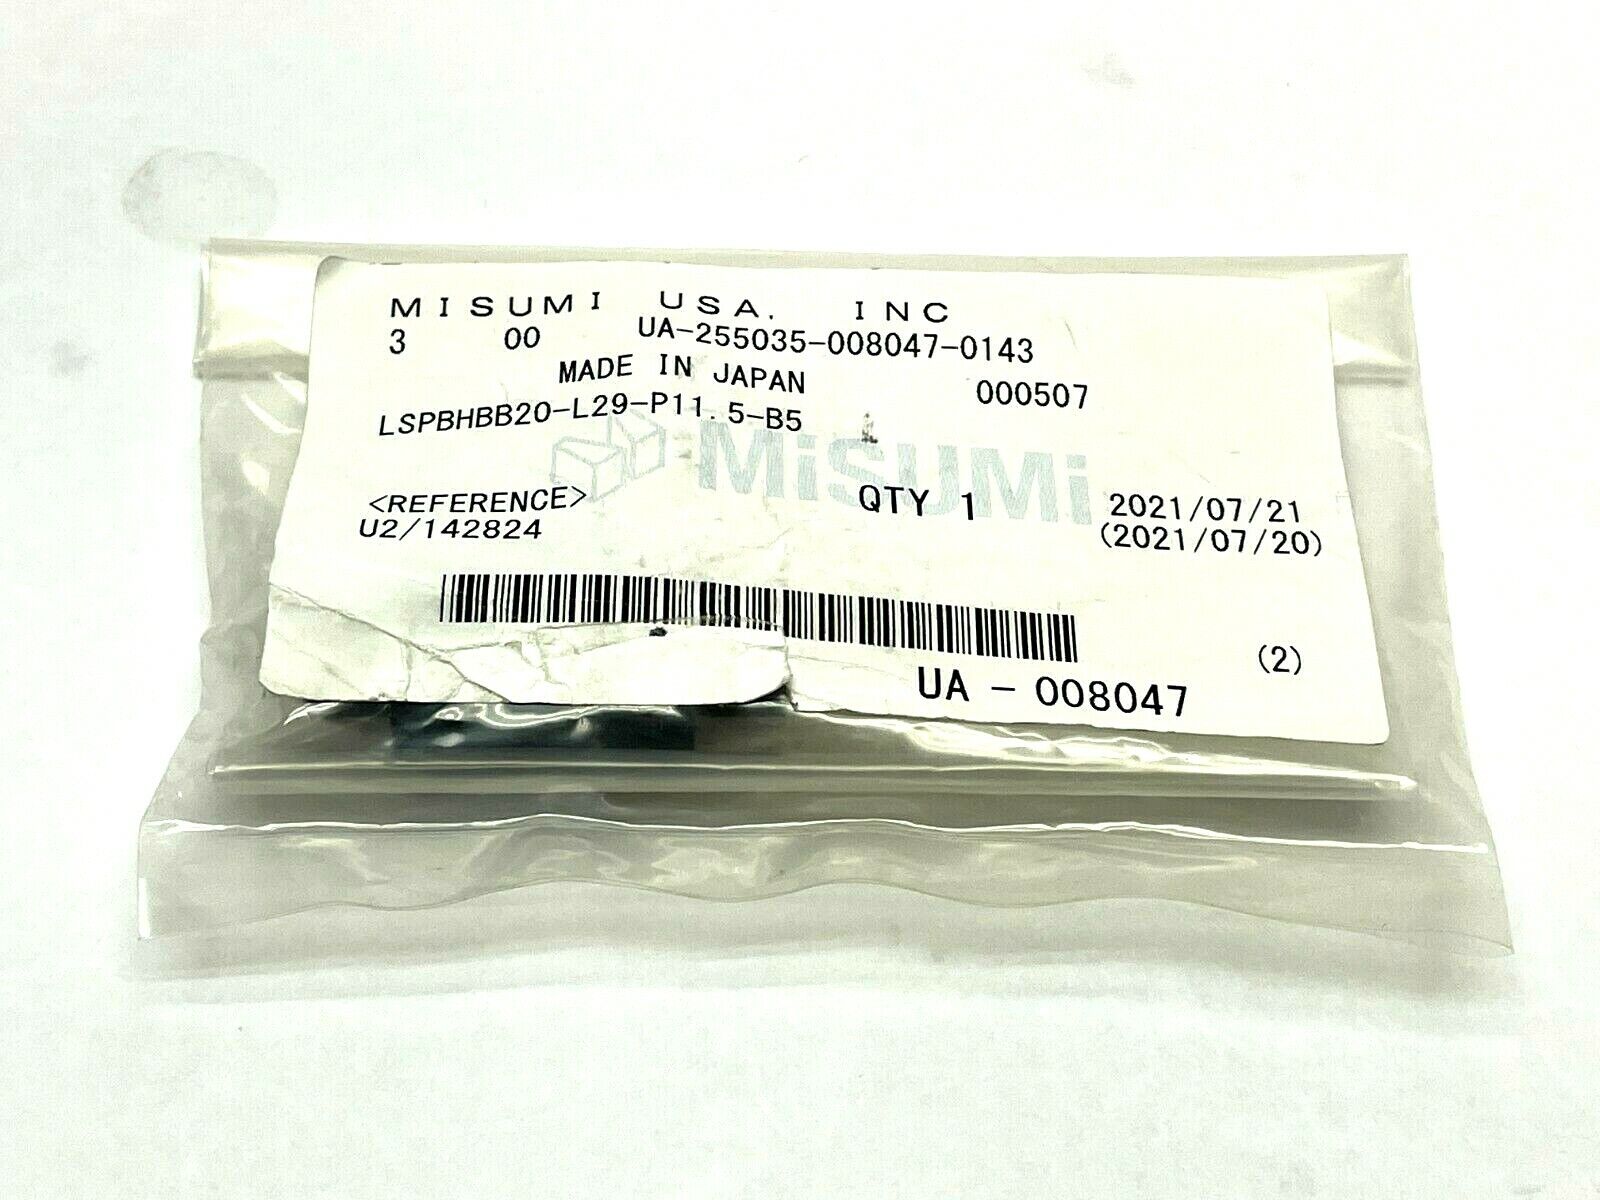 MISUMI USA. INC
3 00 UA-255035-008047-0143
MADE IN JAPAN 000507
LSPBHBB20-L29-P11.5-B5
MiSUMi
<REFERENCE> QTY 1 2021/07/21
U2/142824 (2021/07/20)
(2)
UA - 008047